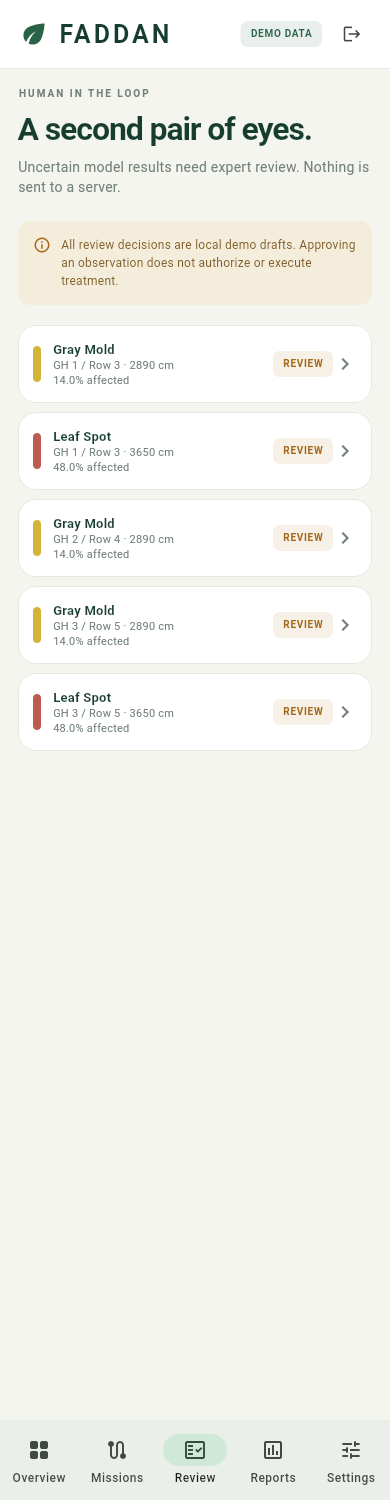 FADDAN
DEMO DATA
HUMAN IN THE LOOP
A second pair of eyes.
Uncertain model results need expert review. Nothing is
sent to a server.
All review decisions are local demo drafts. Approving
an observation does not authorize or execute
treatment.
Gray Mold
GH 1 / Row 3 · 2890 cm
14.0% affected
REVIEW
Leaf Spot
GH 1 / Row 3 · 3650 cm
48.0% affected
REVIEW
Gray Mold
GH 2 / Row 4 · 2890 cm
14.0% affected
REVIEW
Gray Mold
GH 3 / Row 5 · 2890 cm
14.0% affected
REVIEW
Leaf Spot
GH 3 / Row 5 · 3650 cm
48.0% affected
REVIEW
Overview
Missions
Review
Reports
Settings